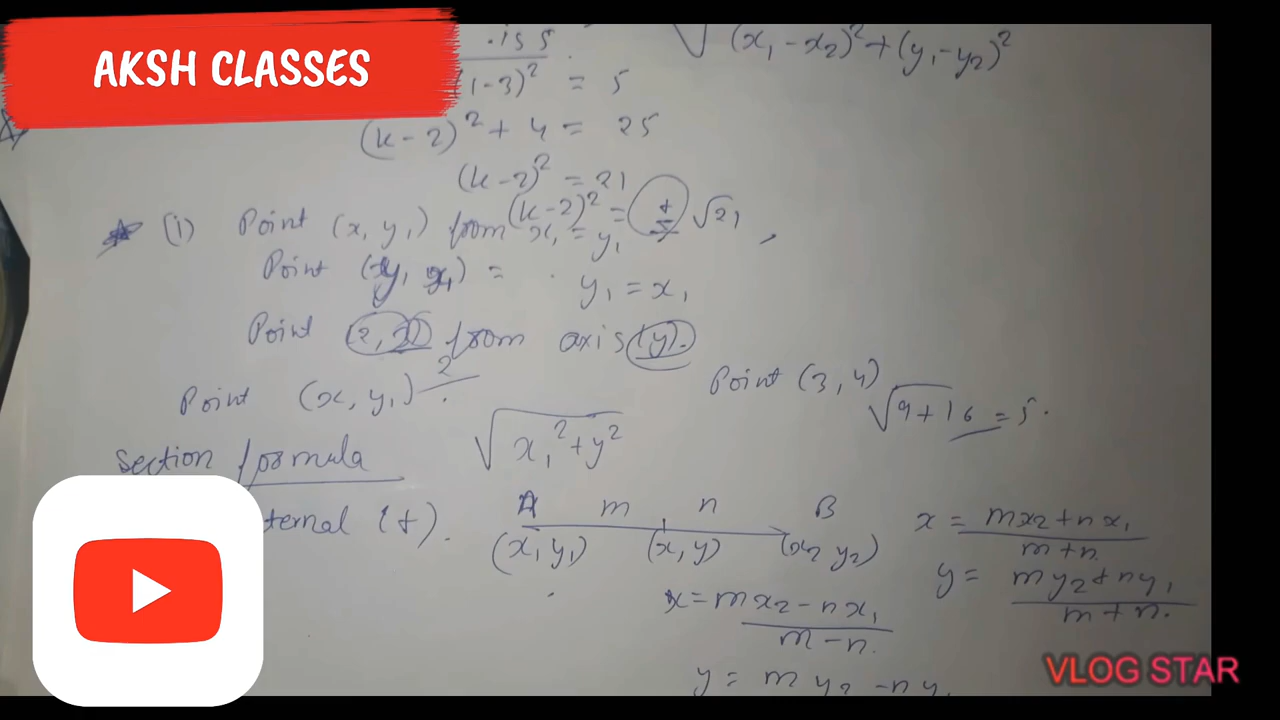 AKSH CLASSES
. is 5 .
√(x₁ - x₂)² + (y₁ - y₂)²
(1-3)² = 5
(k-2)² + 4 = 25
(k-2)² = 21
(k-2)² = ± √21,
(i) Point (x, y₁) from x₁ = y₁
Point (y₁ x₁) = y₁ = x₁
Point from axis (y).
Point (x, y₁) 2
Point (3, 4)
√9+16 = 5.
√x₁² + y²
Section formula
ternal (+).
A m n B
(x₁ y₁) (x, y) (x₂ y₂)
x = mx₂ + nx₁
m+n.
y = my₂ + ny₁
m + n.
x = mx₂ - nx₁
m - n.
y = m y₂ - n y₁
VLOG STAR